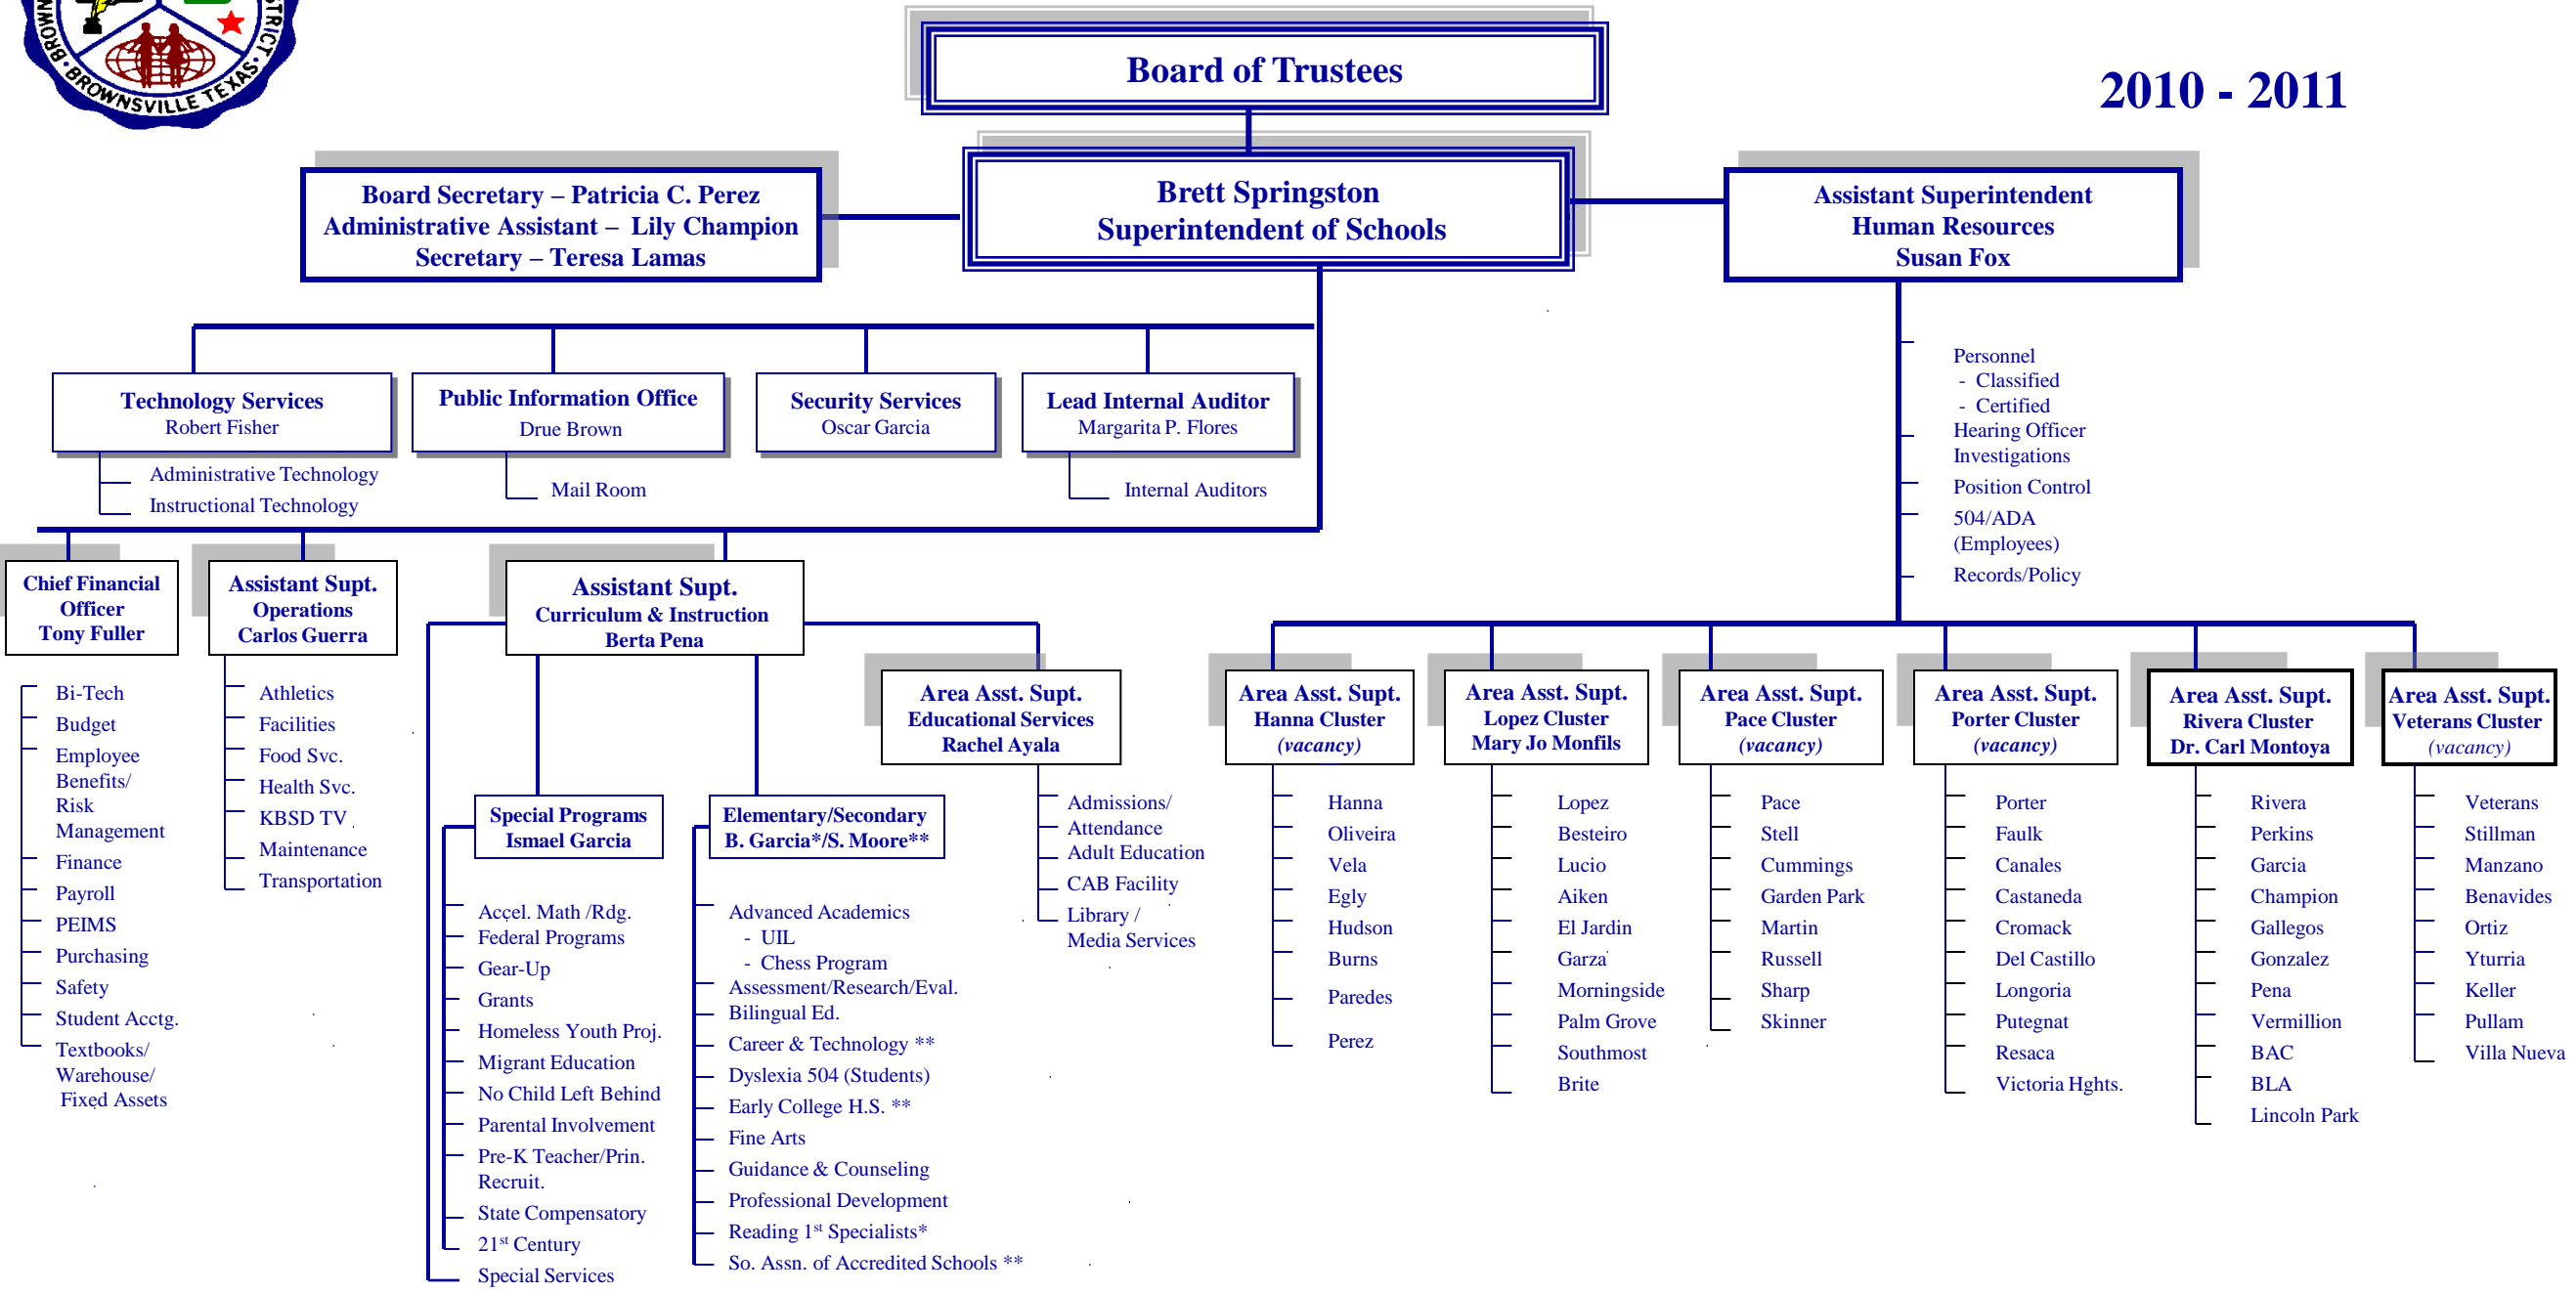 BROWN
STRICT
BROWNSVILLE TEXAS
Board of Trustees
2010 - 2011
Board Secretary – Patricia C. Perez
Administrative Assistant – Lily Champion
Secretary – Teresa Lamas
Brett Springston
Superintendent of Schools
Assistant Superintendent
Human Resources
Susan Fox
Technology Services
Robert Fisher
Administrative Technology
Instructional Technology
Public Information Office
Drue Brown
Mail Room
Security Services
Oscar Garcia
Lead Internal Auditor
Margarita P. Flores
Internal Auditors
Personnel
- Classified
- Certified
Hearing Officer
Investigations
Position Control
504/ADA
(Employees)
Records/Policy
Chief Financial
Officer
Tony Fuller
Bi-Tech
Budget
Employee
Benefits/
Risk
Management
Finance
Payroll
PEIMS
Purchasing
Safety
Student Acctg.
Textbooks/
Warehouse/
Fixed Assets
Assistant Supt.
Operations
Carlos Guerra
Athletics
Facilities
Food Svc.
Health Svc.
KBSD TV
Maintenance
Transportation
Assistant Supt.
Curriculum & Instruction
Berta Pena
Special Programs
Ismael Garcia
Accel. Math /Rdg.
Federal Programs
Gear-Up
Grants
Homeless Youth Proj.
Migrant Education
No Child Left Behind
Parental Involvement
Pre-K Teacher/Prin.
Recruit.
State Compensatory
21st Century
Special Services
Elementary/Secondary
B. Garcia*/S. Moore**
Advanced Academics
- UIL
- Chess Program
Assessment/Research/Eval.
Bilingual Ed.
Career & Technology **
Dyslexia 504 (Students)
Early College H.S. **
Fine Arts
Guidance & Counseling
Professional Development
Reading 1st Specialists*
So. Assn. of Accredited Schools **
Area Asst. Supt.
Educational Services
Rachel Ayala
Admissions/
Attendance
Adult Education
CAB Facility
Library /
Media Services
Area Asst. Supt.
Hanna Cluster
(vacancy)
Hanna
Oliveira
Vela
Egly
Hudson
Burns
Paredes
Perez
Area Asst. Supt.
Lopez Cluster
Mary Jo Monfils
Lopez
Besteiro
Lucio
Aiken
El Jardin
Garza
Morningside
Palm Grove
Southmost
Brite
Area Asst. Supt.
Pace Cluster
(vacancy)
Pace
Stell
Cummings
Garden Park
Martin
Russell
Sharp
Skinner
Area Asst. Supt.
Porter Cluster
(vacancy)
Porter
Faulk
Canales
Castaneda
Cromack
Del Castillo
Longoria
Putegnat
Resaca
Victoria Hghts.
Area Asst. Supt.
Rivera Cluster
Dr. Carl Montoya
Rivera
Perkins
Garcia
Champion
Gallegos
Gonzalez
Pena
Vermillion
BAC
BLA
Lincoln Park
Area Asst. Supt.
Veterans Cluster
(vacancy)
Veterans
Stillman
Manzano
Benavides
Ortiz
Yturria
Keller
Pullam
Villa Nueva